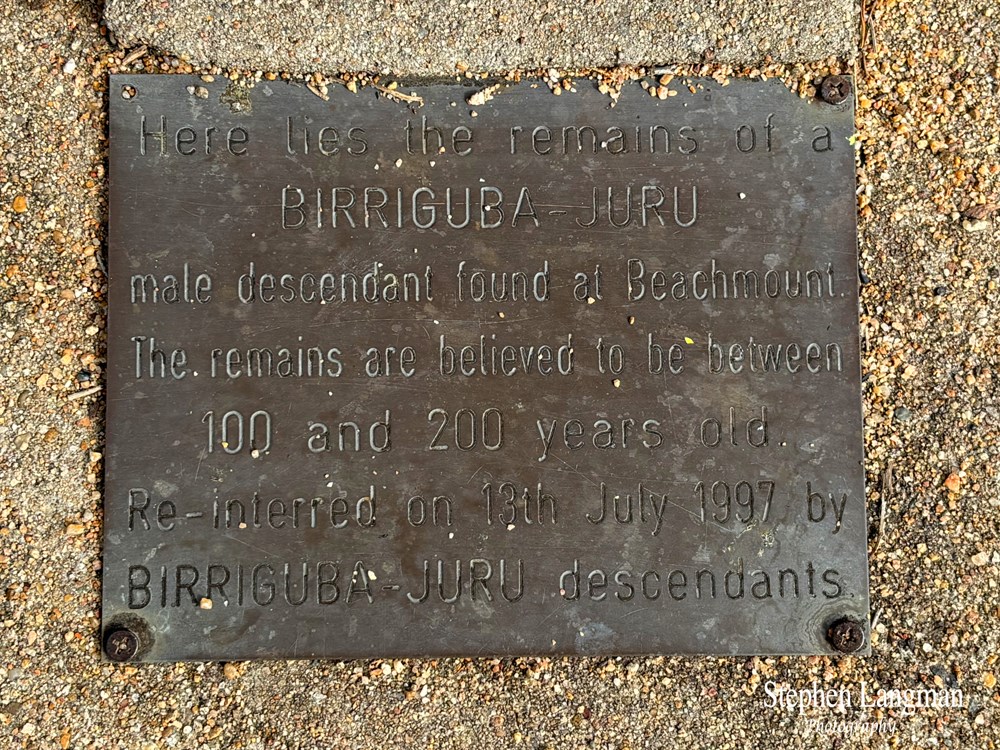 Here lies the remains of a
BIRRIGUBA-JURU
male descendant found at Beachmount.
The remains are believed to be between
100 and 200 years old.
Re-interred on 13th July 1997 by
BIRRIGUBA-JURU descendants.
Stephen Langman
Photography